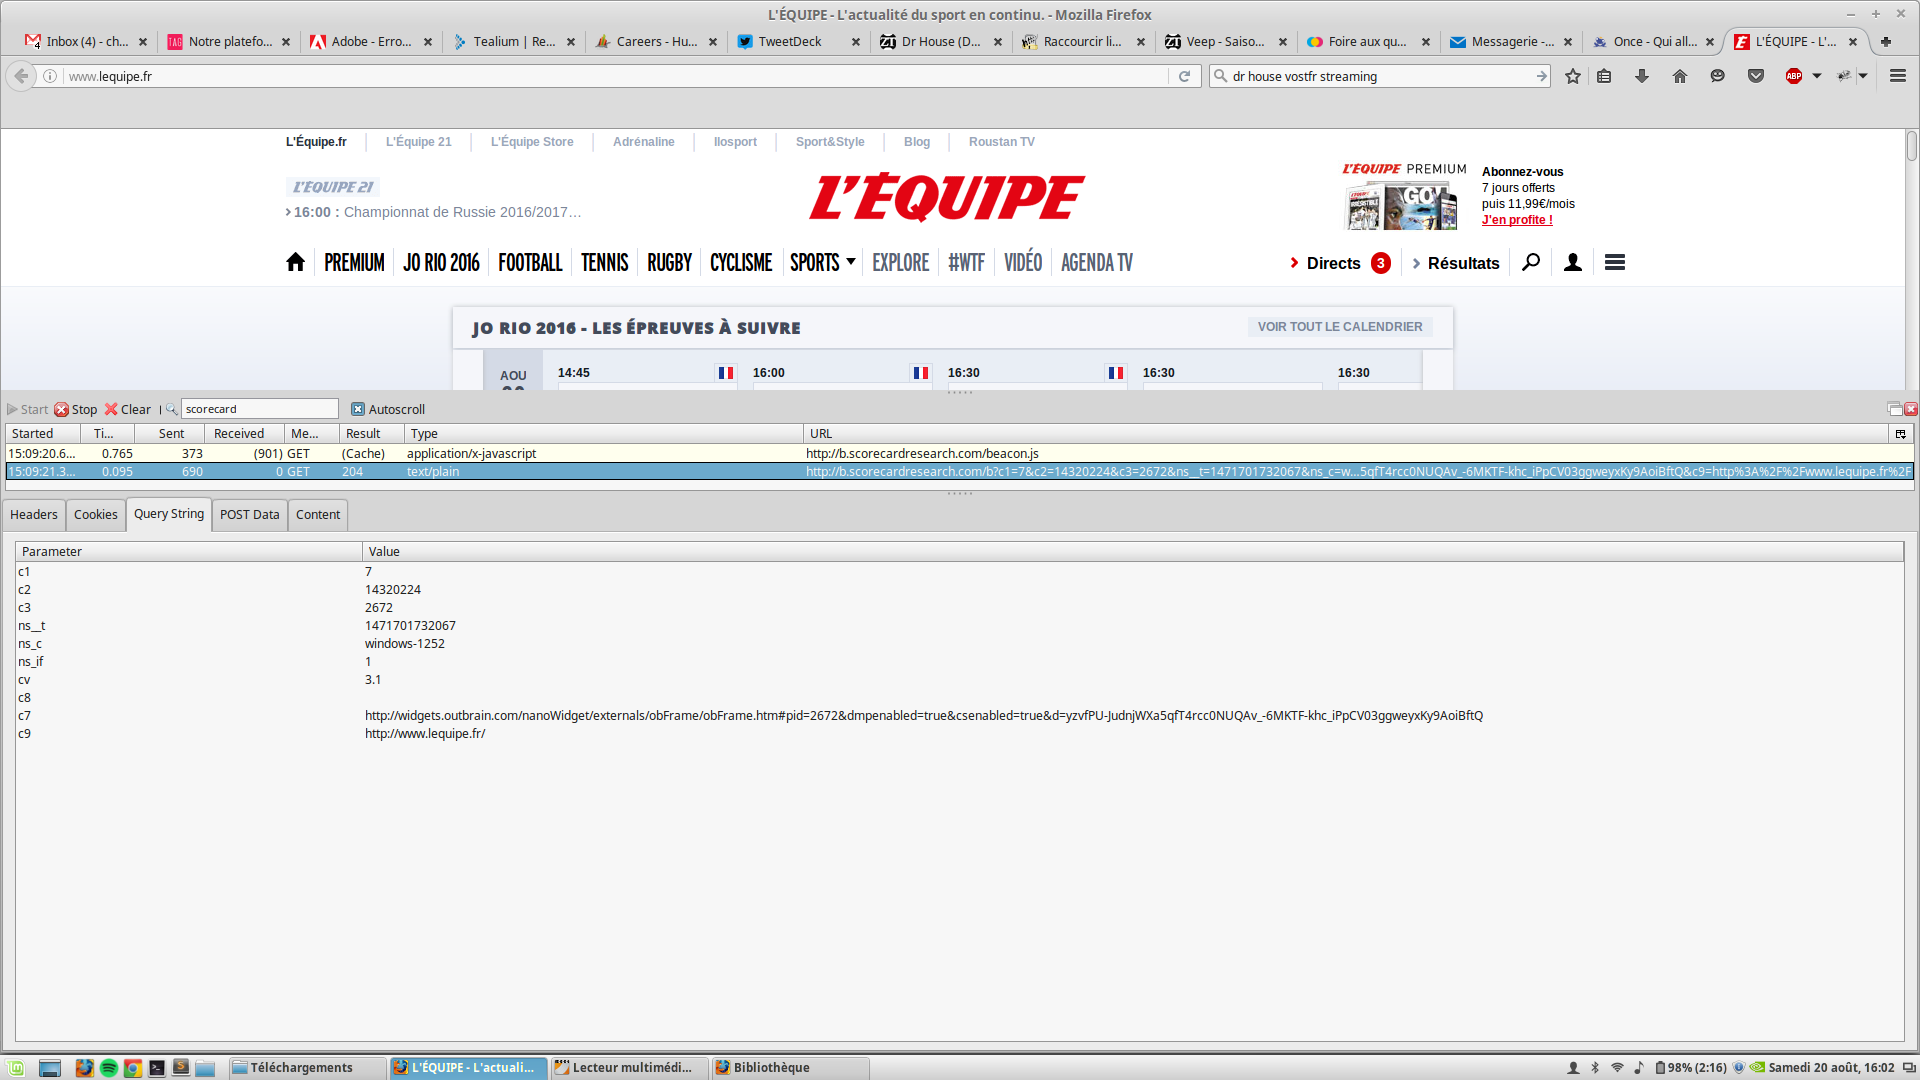 L'ÉQUIPE - L'actualité du sport en continu. - Mozilla Firefox
Inbox (4) - ch... Notre platefo... Adobe - Erro... Tealium | Re... Careers - Hu... TweetDeck Dr House (D... Raccourcir li... Veep - Saiso... Foire aux qu... Messagerie -... Once - Qui all... L'ÉQUIPE - L'...
www.lequipe.fr dr house vostfr streaming ABP
L'Équipe.fr L'Équipe 21 L'Équipe Store Adrénaline Ilosport Sport&Style Blog Roustan TV
L'ÉQUIPE 21
16:00 : Championnat de Russie 2016/2017...
L'ÉQUIPE
L'ÉQUIPE PREMIUM
Abonnez-vous
7 jours offerts
puis 11,99€/mois
J'en profite !
PREMIUM JO RIO 2016 FOOTBALL TENNIS RUGBY CYCLISME SPORTS EXPLORE #WTF VIDÉO AGENDA TV Directs 3 Résultats
JO RIO 2016 - LES ÉPREUVES À SUIVRE VOIR TOUT LE CALENDRIER
AOU 14:45 16:00 16:30 16:30 16:30
Start Stop Clear scorecard Autoscroll
Started Ti... Sent Received Me... Result Type URL
15:09:20.6... 0.765 373 (901) GET (Cache) application/x-javascript http://b.scorecardresearch.com/beacon.js
15:09:21.3... 0.095 690 0 GET 204 text/plain http://b.scorecardresearch.com/b?c1=7&c2=14320224&c3=2672&ns__t=1471701732067&ns_c=w...5qfT4rcc0NUQAv_-6MKTF-khc_iPpCV03ggweyxKy9AoiBftQ&c9=http%3A%2F%2Fwww.lequipe.fr%2F
Headers Cookies Query String POST Data Content
Parameter Value
c1 7
c2 14320224
c3 2672
ns__t 1471701732067
ns_c windows-1252
ns_if 1
cv 3.1
c8
c7 http://widgets.outbrain.com/nanoWidget/externals/obFrame/obFrame.htm#pid=2672&dmpenabled=true&csenabled=true&d=yzvfPU-JudnjWXa5qfT4rcc0NUQAv_-6MKTF-khc_iPpCV03ggweyxKy9AoiBftQ
c9 http://www.lequipe.fr/
Téléchargements L'ÉQUIPE - L'actuali... Lecteur multimédi... Bibliothèque 98% (2:16) Samedi 20 août, 16:02